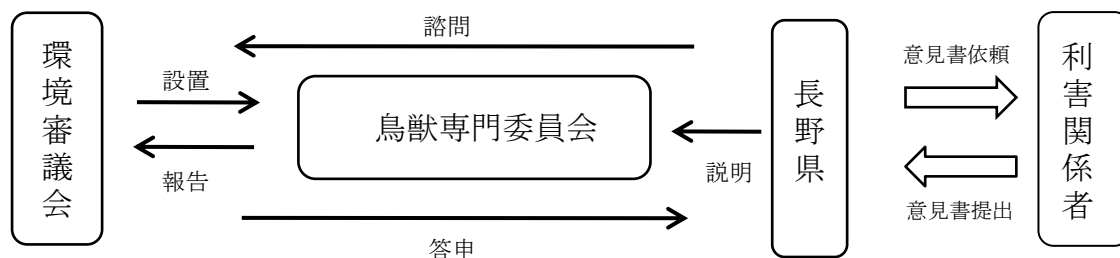 環境審議会
諮問
設置
鳥獣専門委員会
報告
答申
説明
長野県
意見書依頼
意見書提出
利害関係者